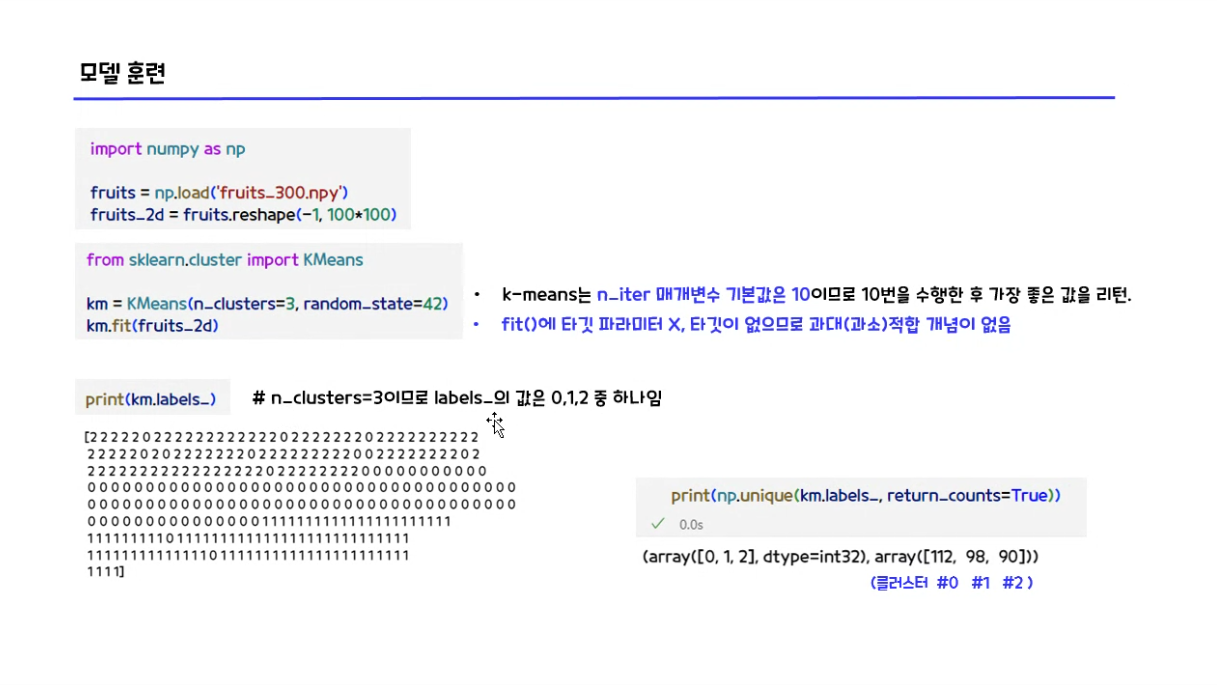 모델 훈련
import numpy as np
fruits = np.load('fruits_300.npy')
fruits_2d = fruits.reshape(-1, 100*100)
from sklearn.cluster import KMeans
km = KMeans(n_clusters=3, random_state=42)
km.fit(fruits_2d)
• k-means는 n_iter 매개변수 기본값은 10이므로 10번을 수행한 후 가장 좋은 값을 리턴.
• fit()에 타깃 파라미터 X, 타깃이 없으므로 과대(과소)적합 개념이 없음
print(km.labels_) # n_clusters=3이므로 labels_의 값은 0,1,2 중 하나임
[2 2 2 2 2 0 2 2 2 2 2 2 2 2 2 2 2 2 0 2 2 2 2 2 2 2 0 2 2 2 2 2 2 2 2 2 2
2 2 2 2 2 0 2 0 2 2 2 2 2 2 2 0 2 2 2 2 2 2 2 2 2 0 0 2 2 2 2 2 2 2 2 0 2
2 2 2 2 2 2 2 2 2 2 2 2 2 2 2 2 2 0 2 2 2 2 2 2 2 2 0 0 0 0 0 0 0 0 0 0 0
0 0 0 0 0 0 0 0 0 0 0 0 0 0 0 0 0 0 0 0 0 0 0 0 0 0 0 0 0 0 0 0 0 0 0 0 0
0 0 0 0 0 0 0 0 0 0 0 0 0 0 0 0 0 0 0 0 0 0 0 0 0 0 0 0 0 0 0 0 0 0 0 0 0
0 0 0 0 0 0 0 0 0 0 0 0 0 0 0 1 1 1 1 1 1 1 1 1 1 1 1 1 1 1 1 1 1 1 1 1 1
1 1 1 1 1 1 1 1 1 0 1 1 1 1 1 1 1 1 1 1 1 1 1 1 1 1 1 1 1 1 1 1 1 1 1 1 1
1 1 1 1 1 1 1 1 1 1 1 1 1 1 0 1 1 1 1 1 1 1 1 1 1 1 1 1 1 1 1 1 1 1 1 1 1
1 1 1 1]
print(np.unique(km.labels_, return_counts=True))
0.0s
(array([0, 1, 2], dtype=int32), array([112, 98, 90]))
(클러스터 #0 #1 #2 )